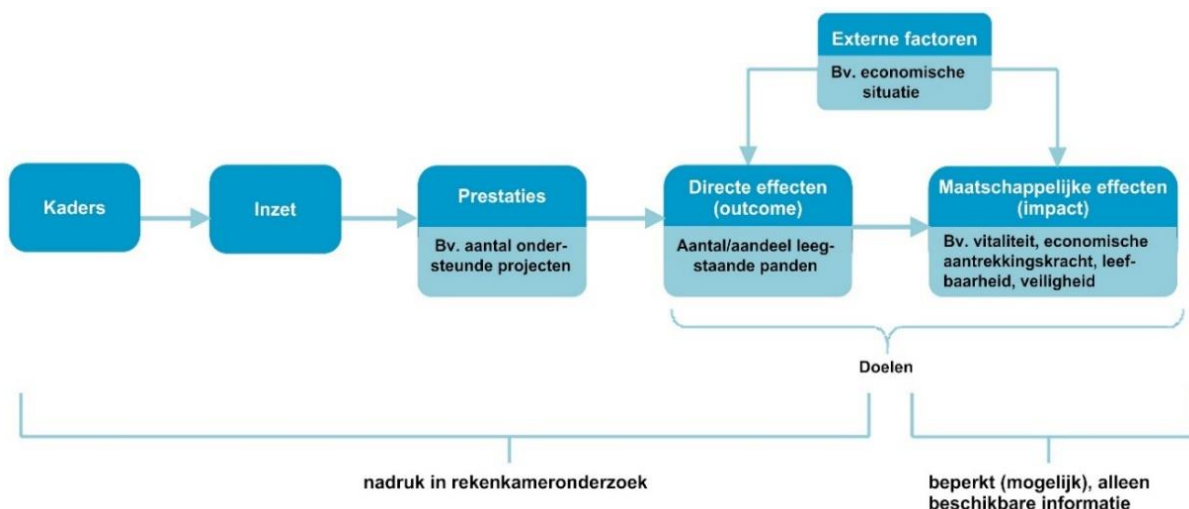 Externe factoren
Bv. economische
situatie
Kaders
Inzet
Prestaties
Bv. aantal onder-
steunde projecten
Directe effecten
(outcome)
Aantal/aandeel leeg-
staande panden
Maatschappelijke effecten
(impact)
Bv. vitaliteit, economische
aantrekkingskracht, leef-
baarheid, veiligheid
Doelen
nadruk in rekenkameronderzoek
beperkt (mogelijk), alleen
beschikbare informatie